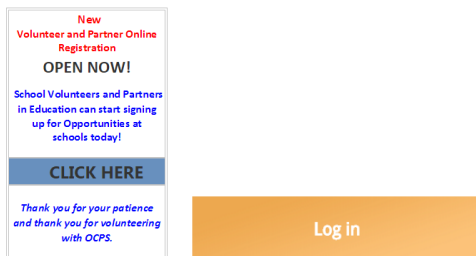 New
Volunteer and Partner Online
Registration
OPEN NOW!
School Volunteers and Partners
in Education can start signing
up for Opportunities at
schools today!
CLICK HERE
Thank you for your patience
and thank you for volunteering
with OCPS.
Log in